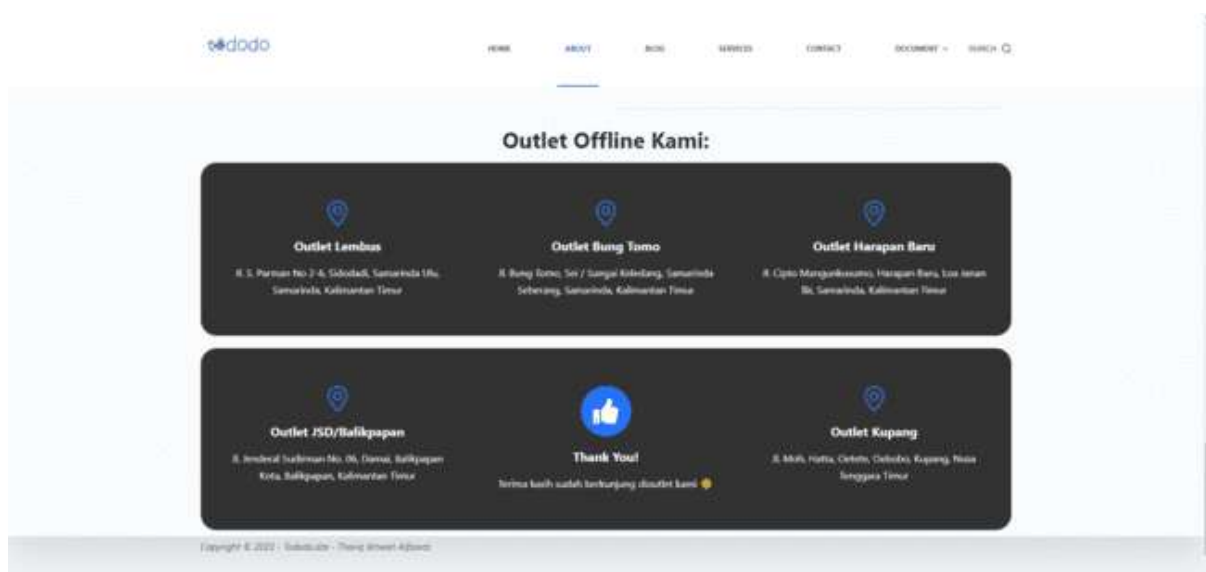 dodo
HOME ABOUT BLOG SERVICES CONTACT DOCUMENT SEARCH
Outlet Offline Kami:
Outlet Lembus
Jl. S. Parman No 2-6, Sidodadi, Samarinda Ulu,
Samarinda, Kalimantan Timur
Outlet Bung Tomo
Jl. Bung Tomo, Sei / Sungai Keledang, Samarinda
Seberang, Samarinda, Kalimantan Timur
Outlet Harapan Baru
Jl. Cipto Mangunkusumo, Harapan Baru, Loa Janan
Ilir, Samarinda, Kalimantan Timur
Outlet JSD/Balikpapan
Jl. Jenderal Sudirman No. 06, Damai, Balikpapan
Kota, Balikpapan, Kalimantan Timur
Thank You!
Terima kasih sudah berkunjung dioutlet kami
Outlet Kupang
Jl. Moh. Hatta, Oetete, Oebobo, Kupang, Nusa
Tenggara Timur
Copyright ©